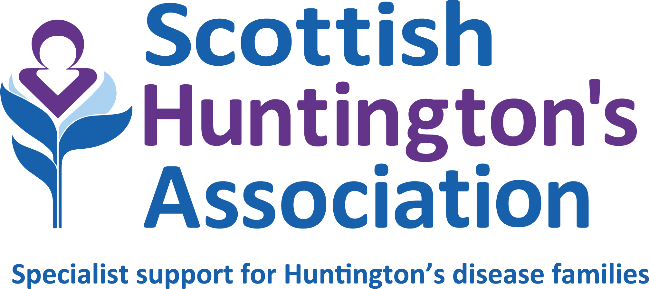 Scottish
Huntington's
Association
Specialist support for Huntington’s disease families